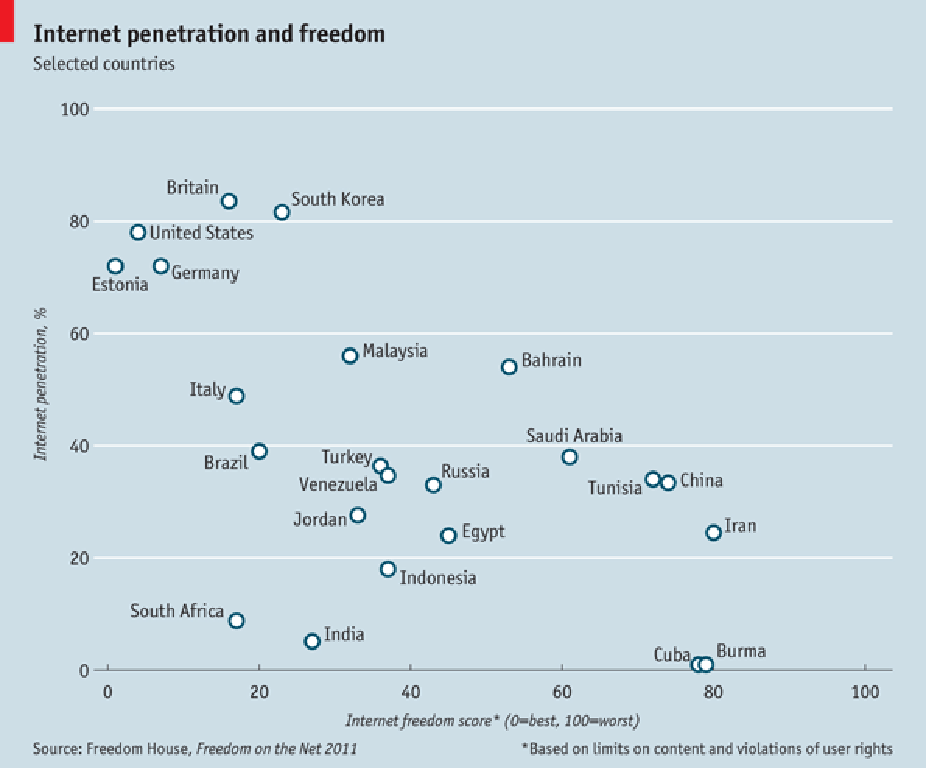 Internet penetration and freedom
Selected countries
100
Britain
South Korea
80
United States
Estonia
Germany
Internet penetration, %
60
Malaysia
Bahrain
Italy
40
Saudi Arabia
Brazil
Turkey
Venezuela
Russia
Tunisia
China
Jordan
Egypt
Iran
20
Indonesia
South Africa
India
Cuba
Burma
0
0 20 40 60 80 100
Internet freedom score* (0=best, 100=worst)
Source: Freedom House, Freedom on the Net 2011 *Based on limits on content and violations of user rights